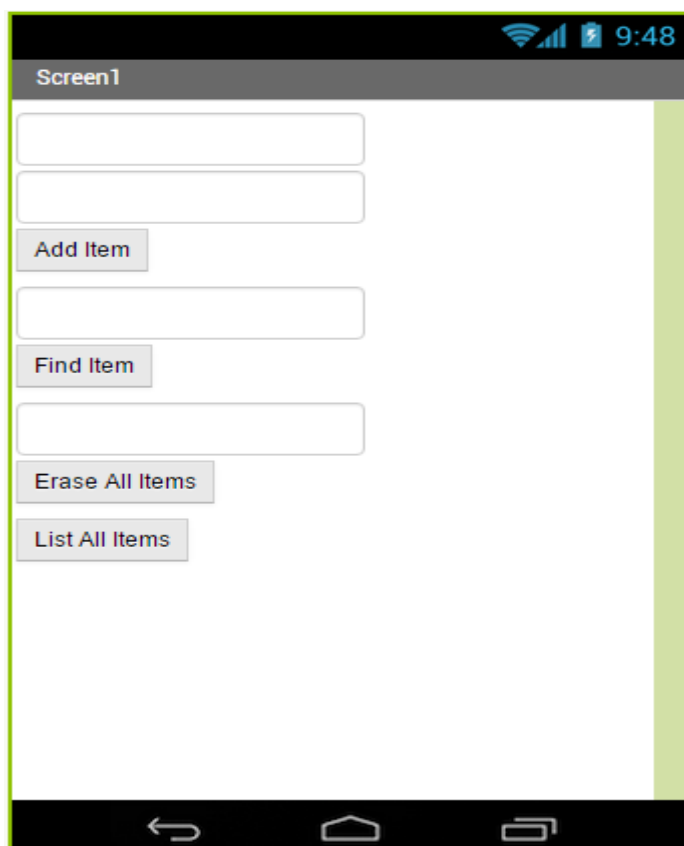 9:48
Screen1
Add Item
Find Item
Erase All Items
List All Items